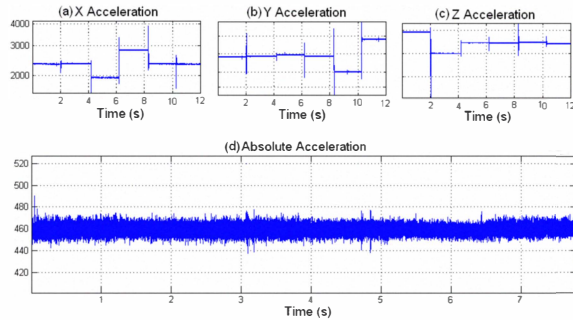 (a) X Acceleration
4000
3000
2000
2 4 6 8 10 12
Time (s)
(b) Y Acceleration
2 4 6 8 10 12
Time (s)
(c) Z Acceleration
2 4 6 8 10 12
Time (s)
(d) Absolute Acceleration
520
500
480
460
440
420
400
1 2 3 4 5 6 7
Time (s)